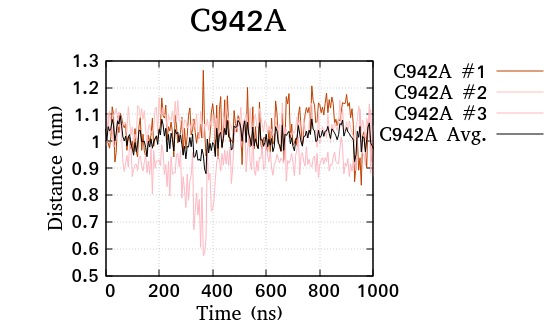 C942A
1.3
1.2
1.1
1
0.9
0.8
0.7
0.6
0.5
Distance (nm)
0 200 400 600 800 1000
Time (ns)
C942A #1
C942A #2
C942A #3
C942A Avg.